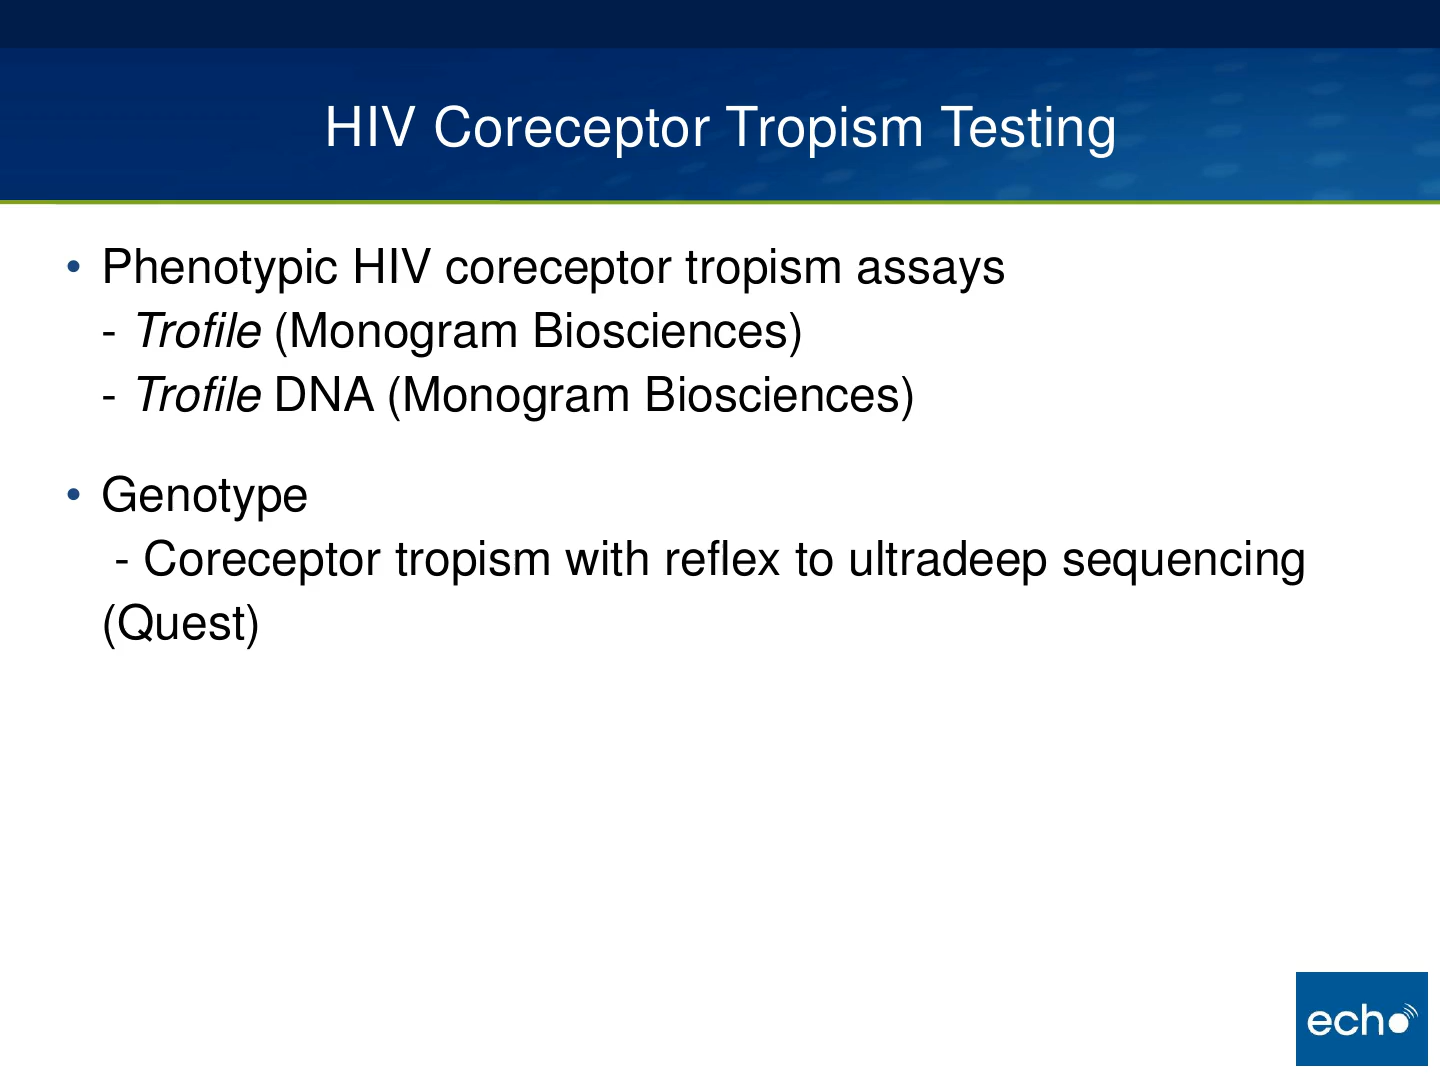 HIV Coreceptor Tropism Testing
• Phenotypic HIV coreceptor tropism assays
- Trofile (Monogram Biosciences)
- Trofile DNA (Monogram Biosciences)
• Genotype
- Coreceptor tropism with reflex to ultradeep sequencing
(Quest)
echo